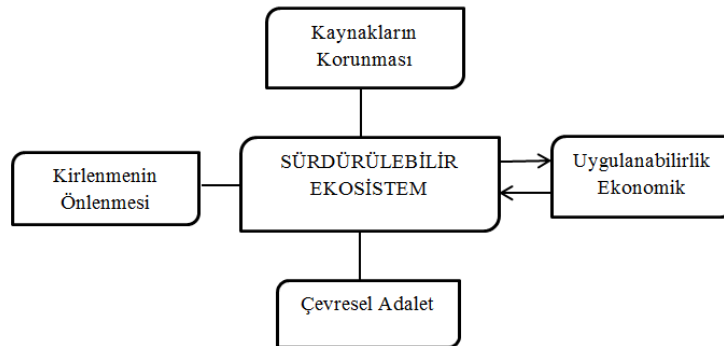 Kaynakların
Korunması
SÜRDÜRÜLEBİLİR
EKOSİSTEM
Uygulanabilirlik
Ekonomik
Kirlenmenin
Önlenmesi
Çevresel Adalet